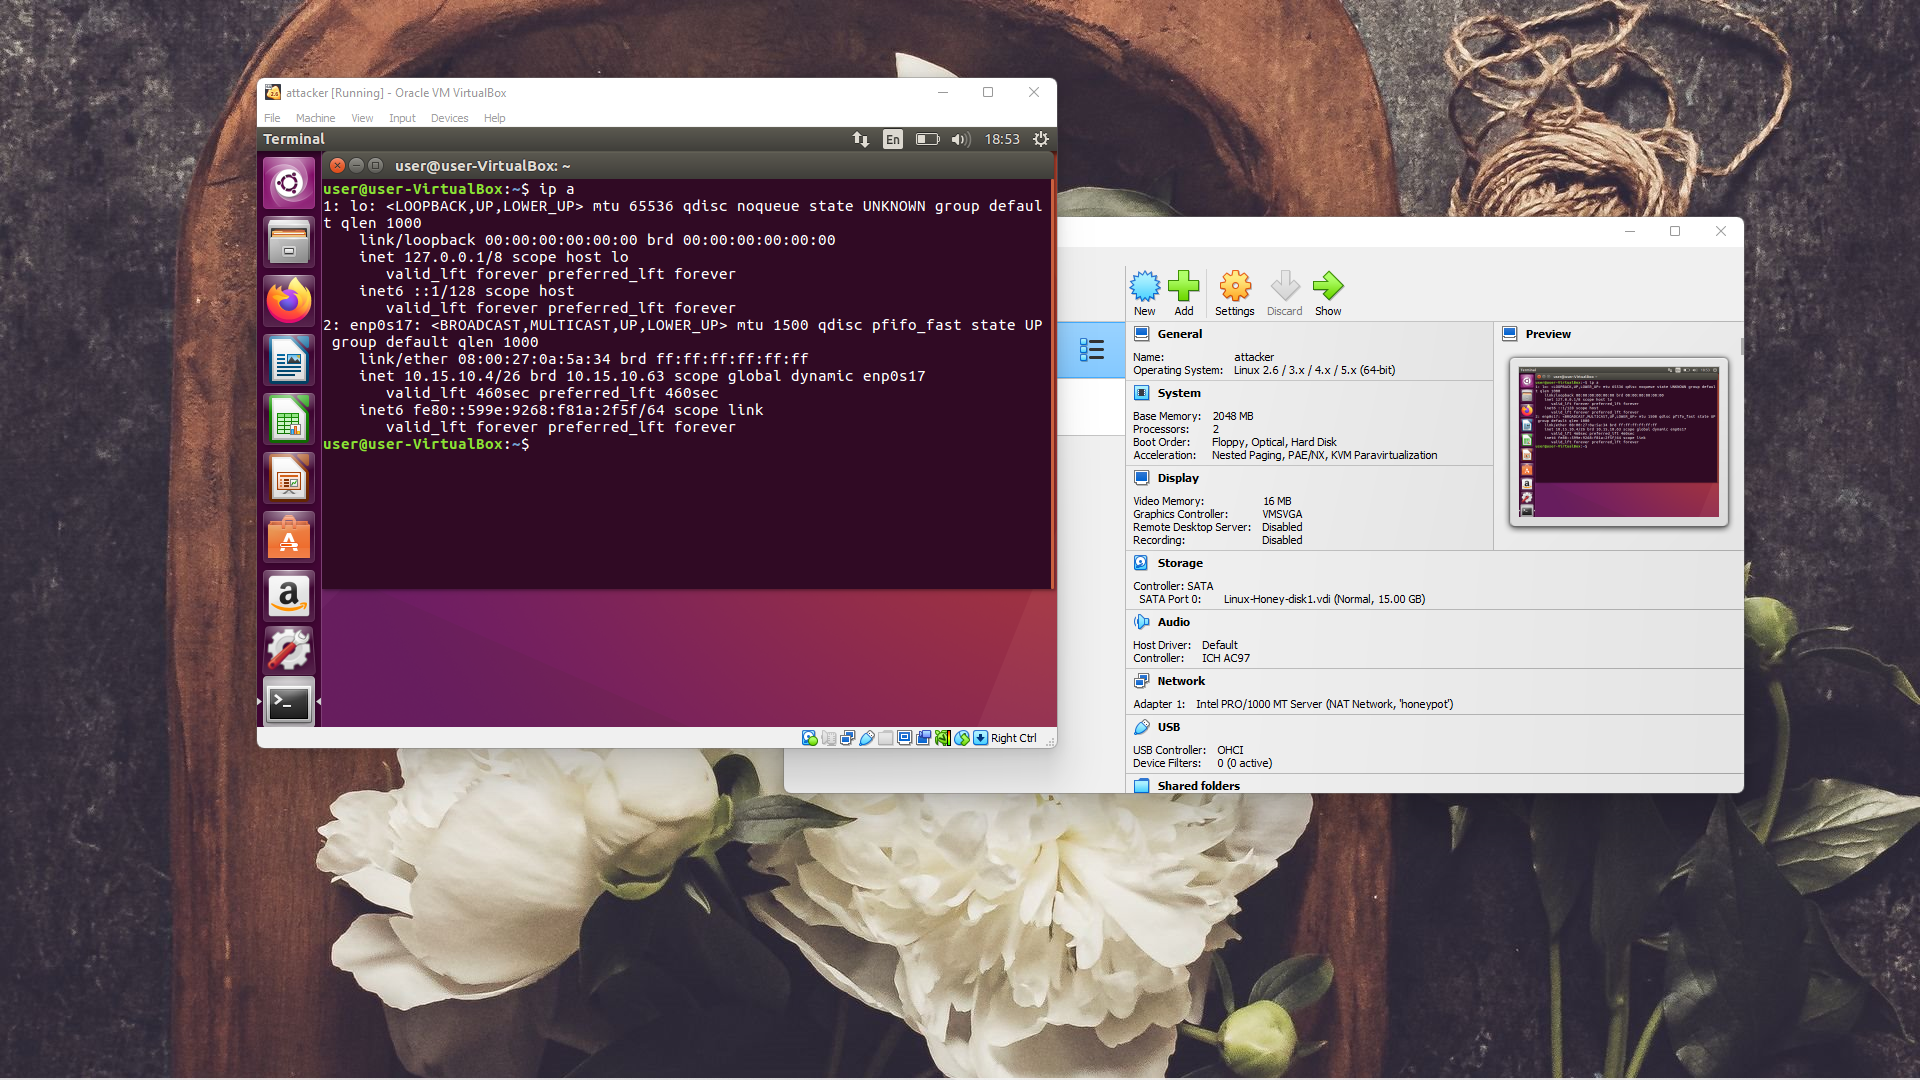 attacker [Running] - Oracle VM VirtualBox
File Machine View Input Devices Help
Terminal
En
18:53
user@user-VirtualBox: ~
user@user-VirtualBox:~$ ip a
1: lo: <LOOPBACK,UP,LOWER_UP> mtu 65536 qdisc noqueue state UNKNOWN group defaul
t qlen 1000
link/loopback 00:00:00:00:00:00 brd 00:00:00:00:00:00
inet 127.0.0.1/8 scope host lo
valid_lft forever preferred_lft forever
inet6 ::1/128 scope host
valid_lft forever preferred_lft forever
2: enp0s17: <BROADCAST,MULTICAST,UP,LOWER_UP> mtu 1500 qdisc pfifo_fast state UP
group default qlen 1000
link/ether 08:00:27:0a:5a:34 brd ff:ff:ff:ff:ff:ff
inet 10.15.10.4/26 brd 10.15.10.63 scope global dynamic enp0s17
valid_lft 460sec preferred_lft 460sec
inet6 fe80::599e:9268:f81a:2f5f/64 scope link
valid_lft forever preferred_lft forever
user@user-VirtualBox:~$
Right Ctrl
New Add Settings Discard Show
General
Name: attacker
Operating System: Linux 2.6 / 3.x / 4.x / 5.x (64-bit)
System
Base Memory: 2048 MB
Processors: 2
Boot Order: Floppy, Optical, Hard Disk
Acceleration: Nested Paging, PAE/NX, KVM Paravirtualization
Display
Video Memory: 16 MB
Graphics Controller: VMSVGA
Remote Desktop Server: Disabled
Recording: Disabled
Storage
Controller: SATA
SATA Port 0: Linux-Honey-disk1.vdi (Normal, 15.00 GB)
Audio
Host Driver: Default
Controller: ICH AC97
Network
Adapter 1: Intel PRO/1000 MT Server (NAT Network, 'honeypot')
USB
USB Controller: OHCI
Device Filters: 0 (0 active)
Shared folders
Preview